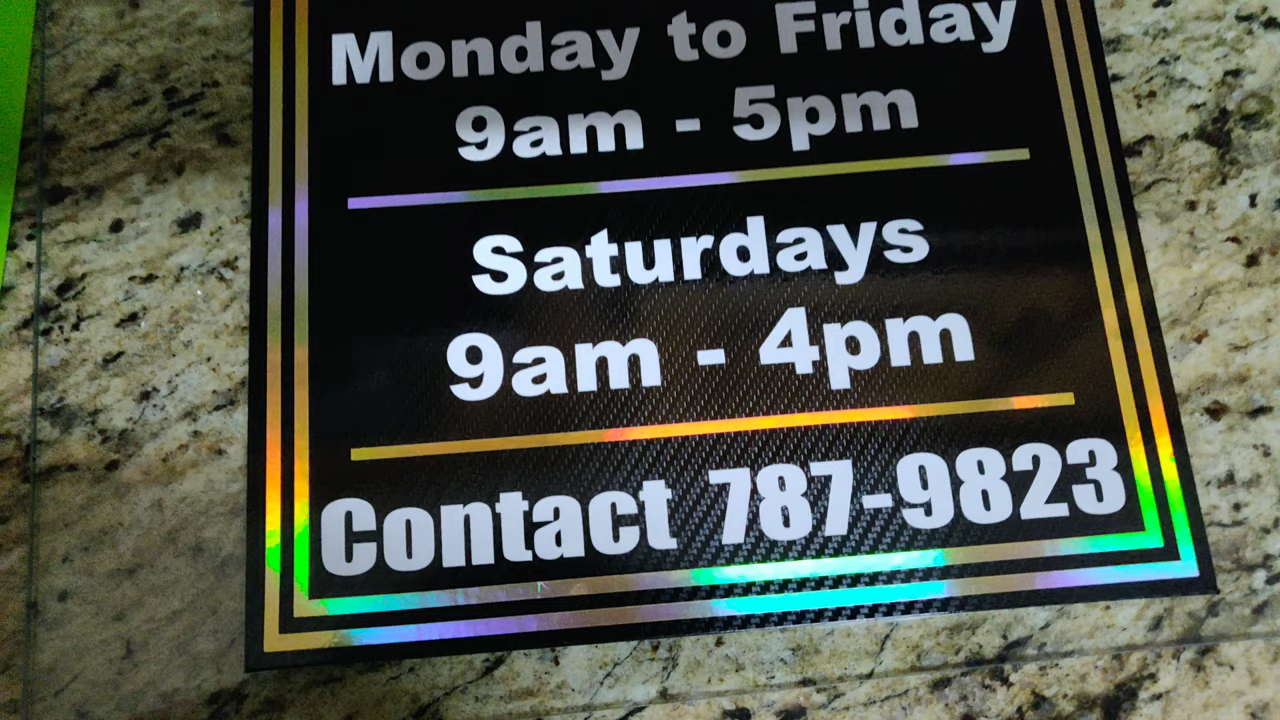 Monday to Friday
9am - 5pm
Saturdays
9am - 4pm
Contact 787-9823